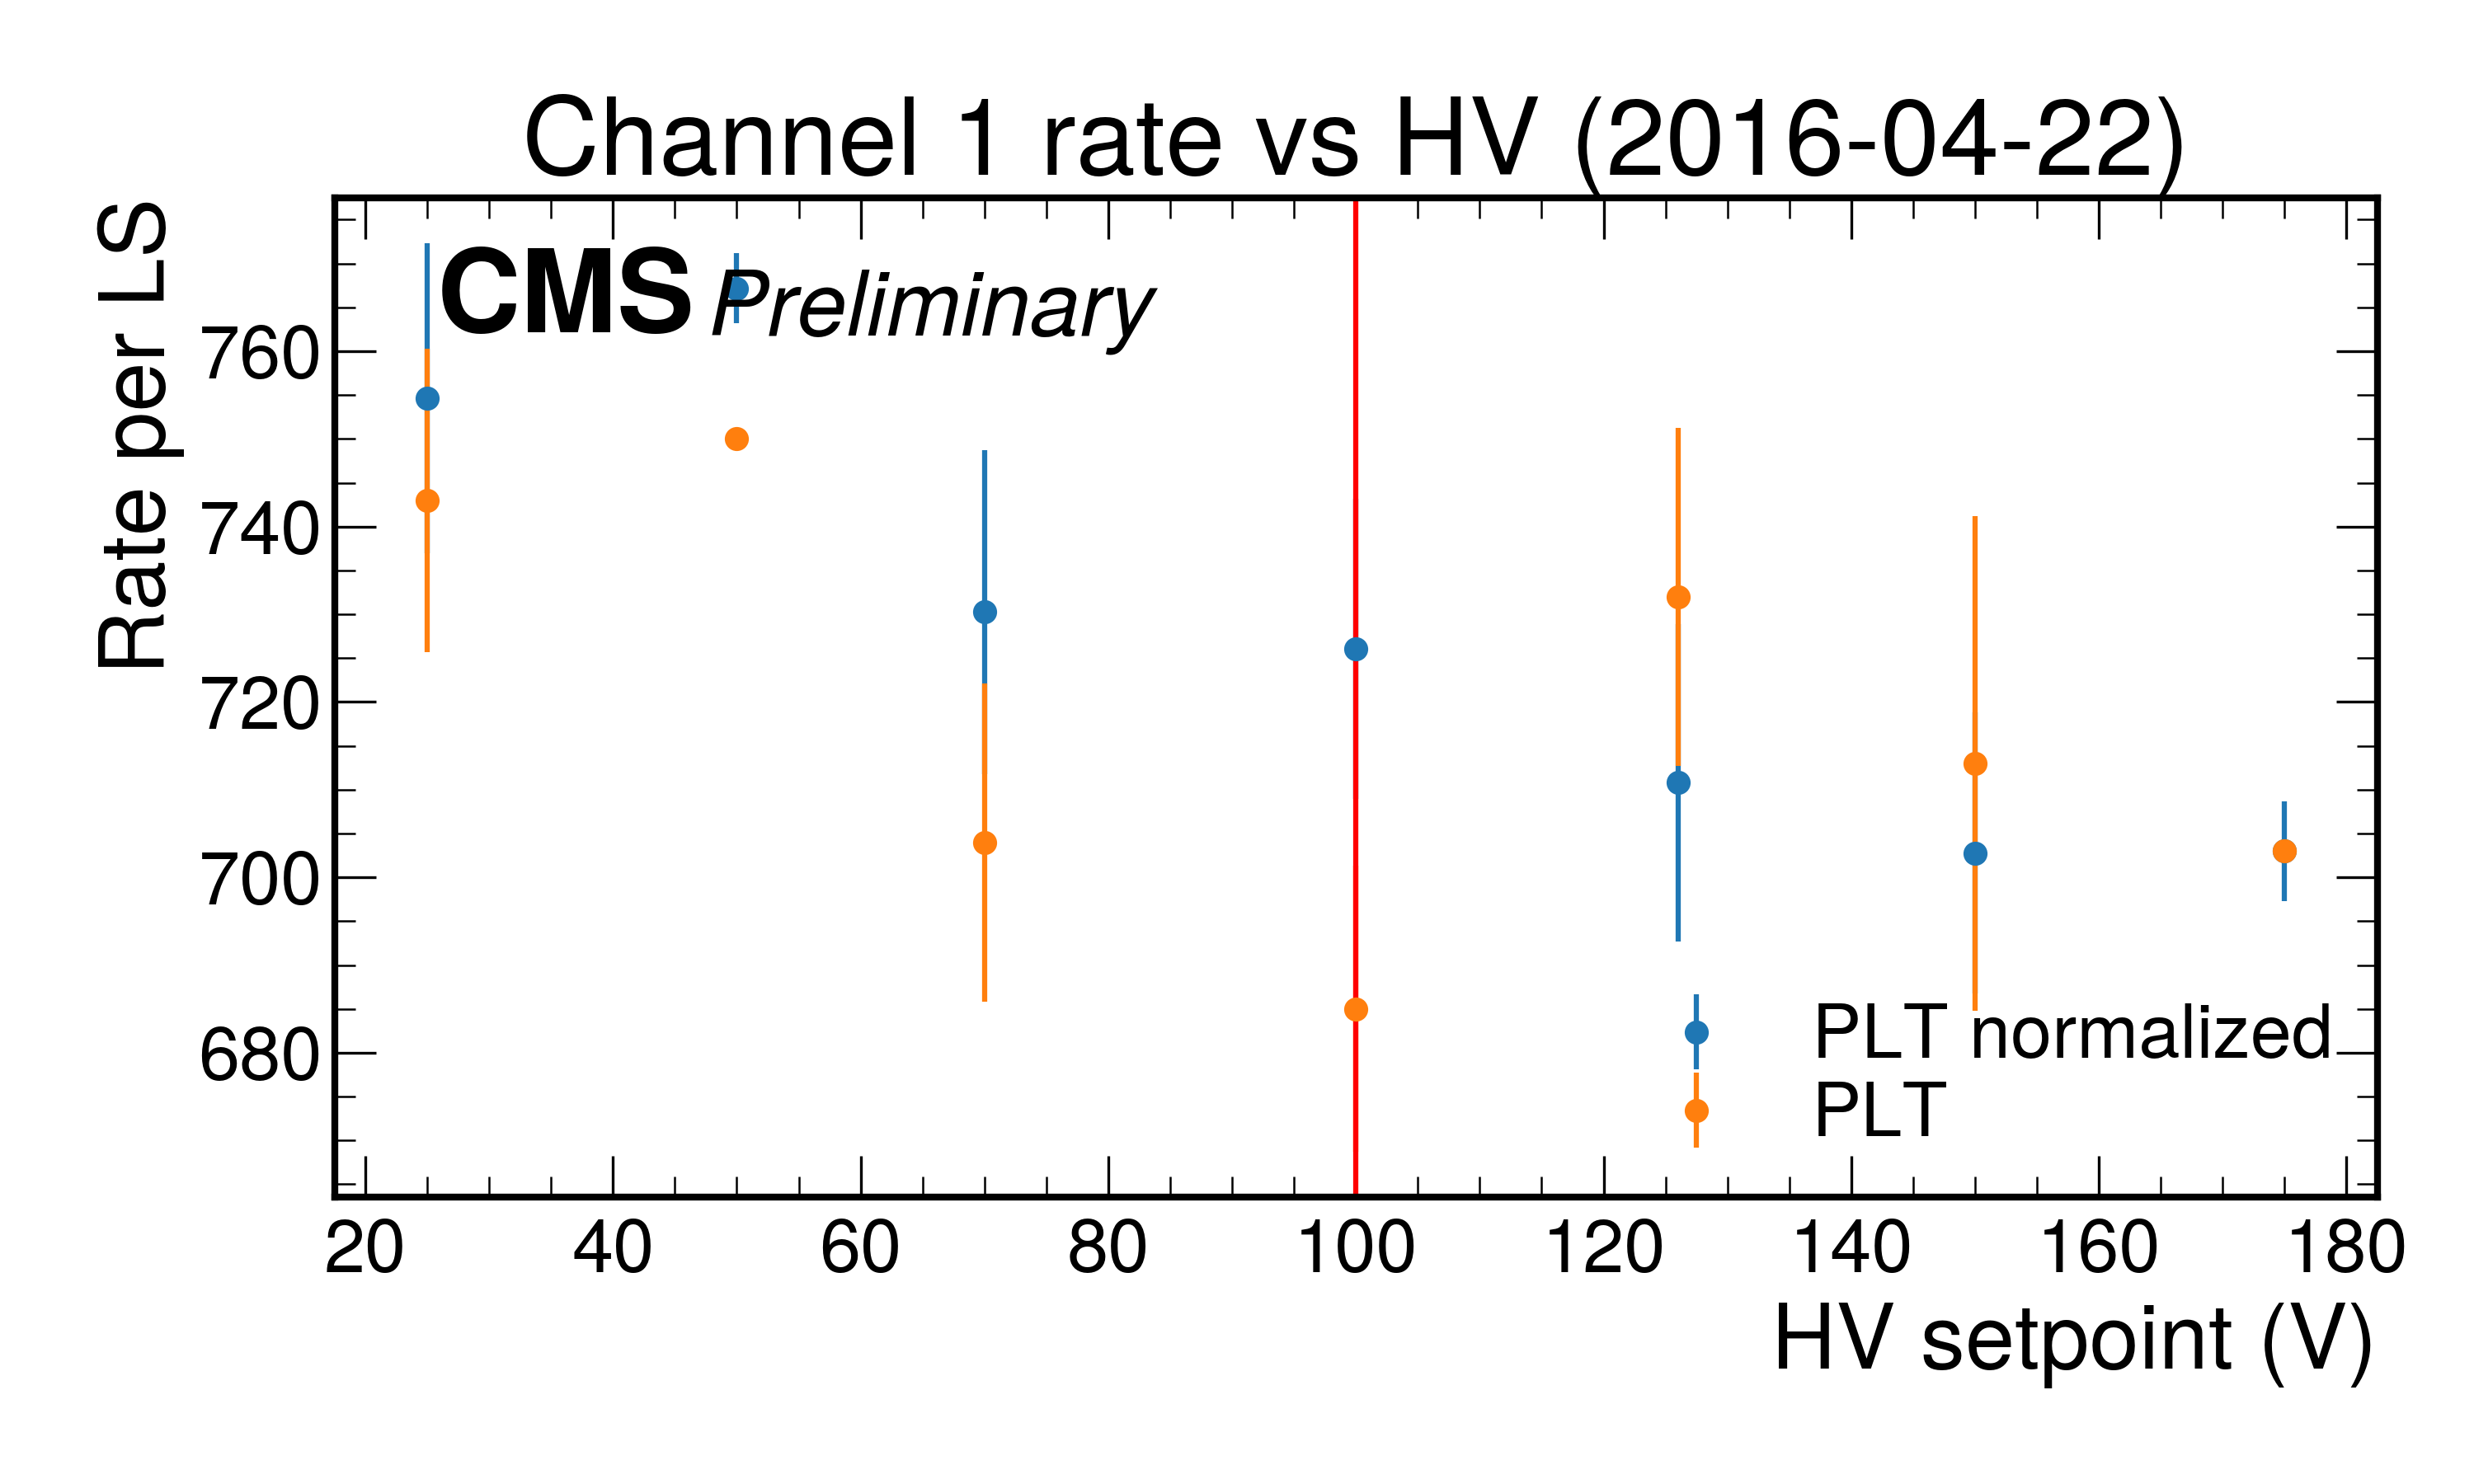 Channel 1 rate vs HV (2016-04-22)
Rate per LS
CMS Preliminary
760
740
720
700
680
PLT normalized
PLT
20 40 60 80 100 120 140 160 180
HV setpoint (V)